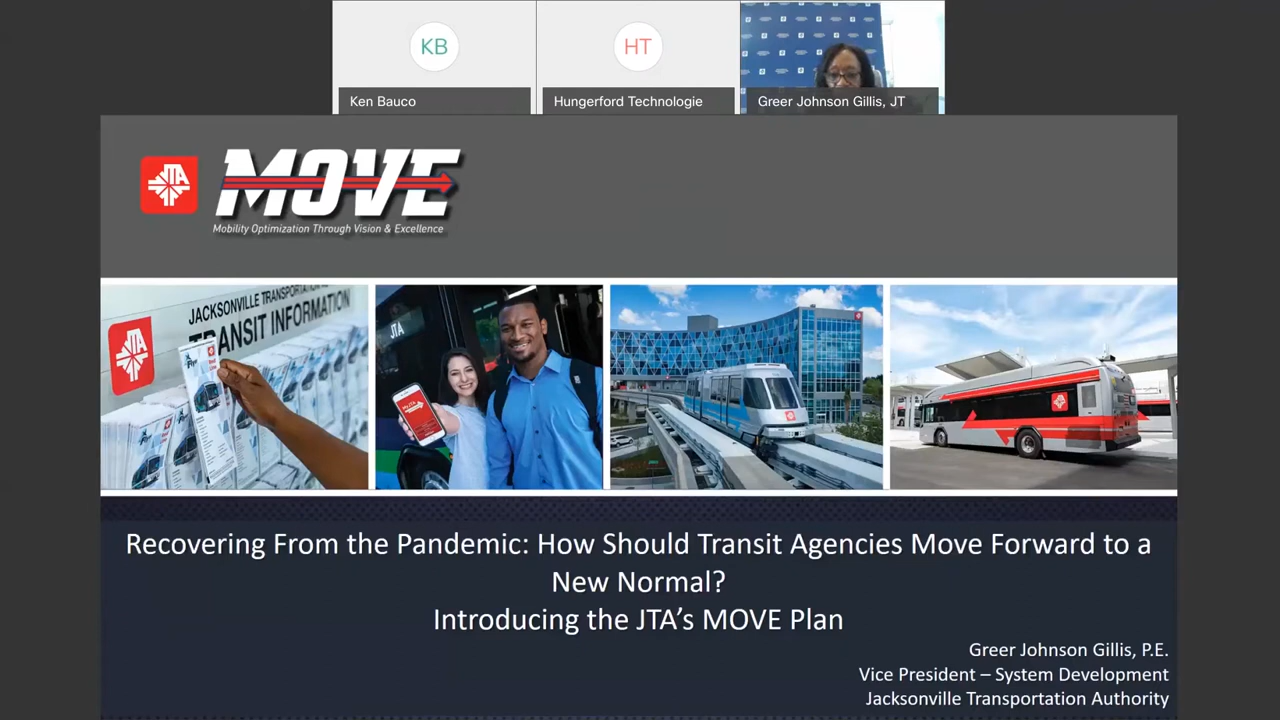 KB
HT
Ken Bauco
Hungerford Technologie
Greer Johnson Gillis, JT
JTA
MOVE
Mobility Optimization Through Vision & Excellence
JACKSONVILLE TRANSPORTATION
TRANSIT INFORMATION
JTA
JTA
Recovering From the Pandemic: How Should Transit Agencies Move Forward to a
New Normal?
Introducing the JTA's MOVE Plan
Greer Johnson Gillis, P.E.
Vice President – System Development
Jacksonville Transportation Authority